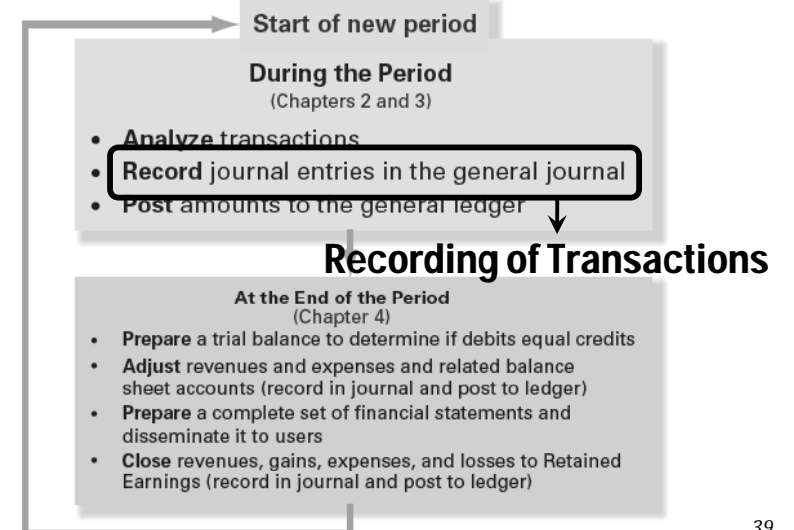 Start of new period
During the Period
(Chapters 2 and 3)
• Analyze transactions
• Record journal entries in the general journal
• Post amounts to the general ledger
Recording of Transactions
At the End of the Period
(Chapter 4)
• Prepare a trial balance to determine if debits equal credits
• Adjust revenues and expenses and related balance
sheet accounts (record in journal and post to ledger)
• Prepare a complete set of financial statements and
disseminate it to users
• Close revenues, gains, expenses, and losses to Retained
Earnings (record in journal and post to ledger)
39